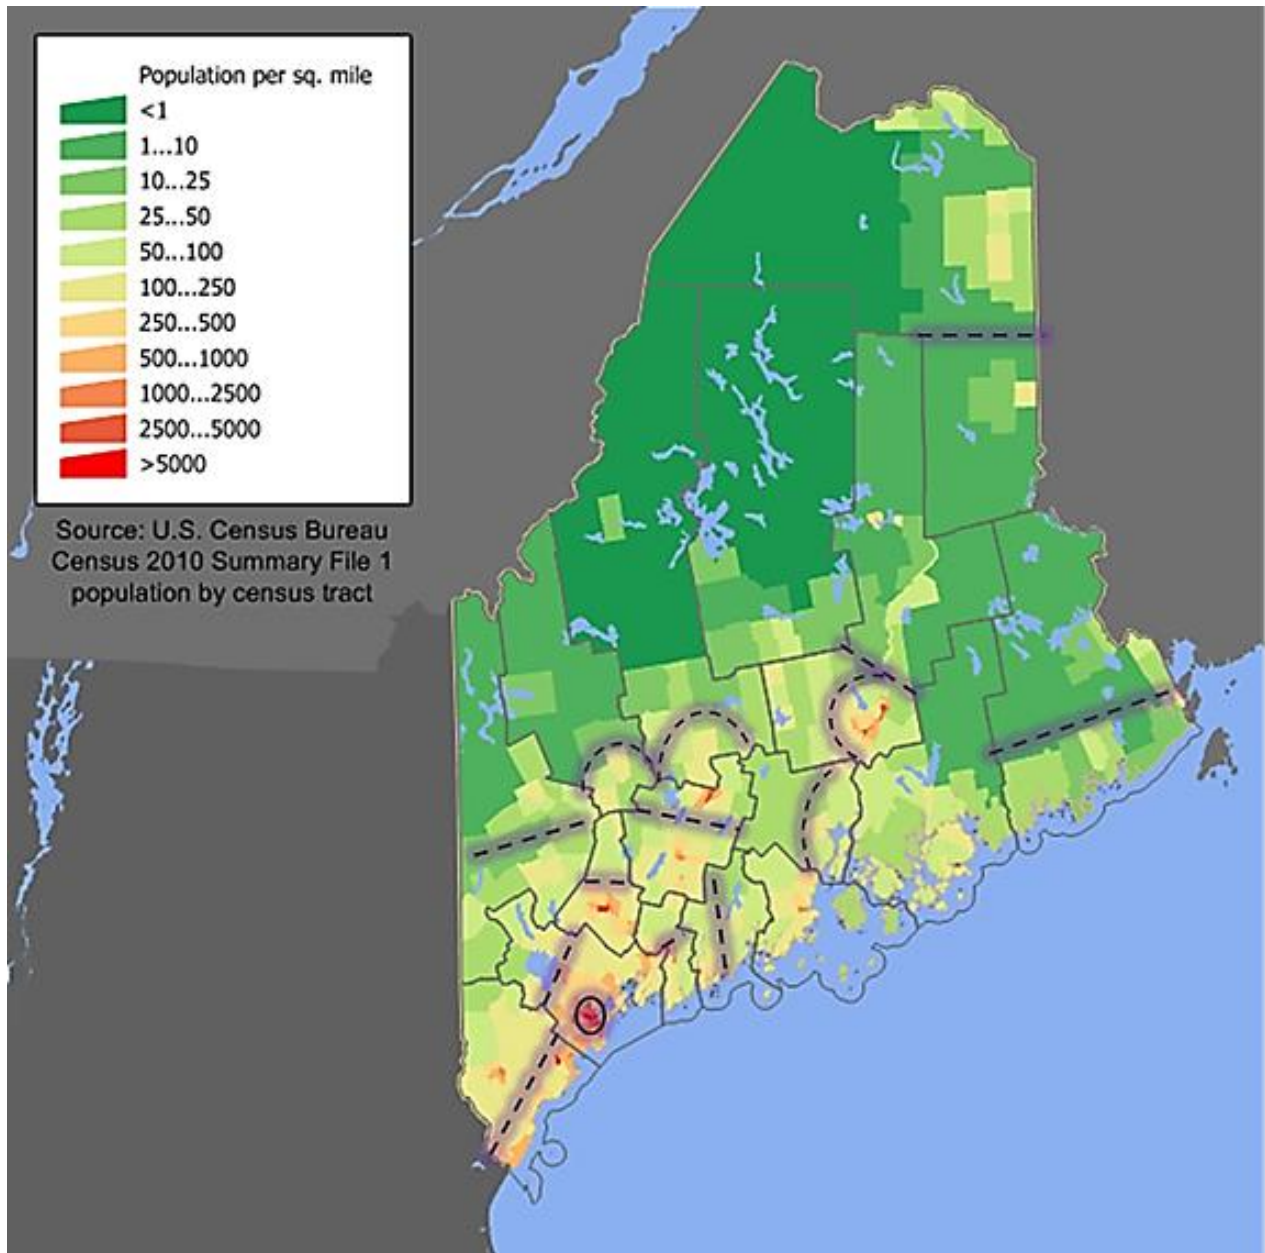 Population per sq. mile
<1
1...10
10...25
25...50
50...100
100...250
250...500
500...1000
1000...2500
2500...5000
>5000
Source: U.S. Census Bureau
Census 2010 Summary File 1
population by census tract